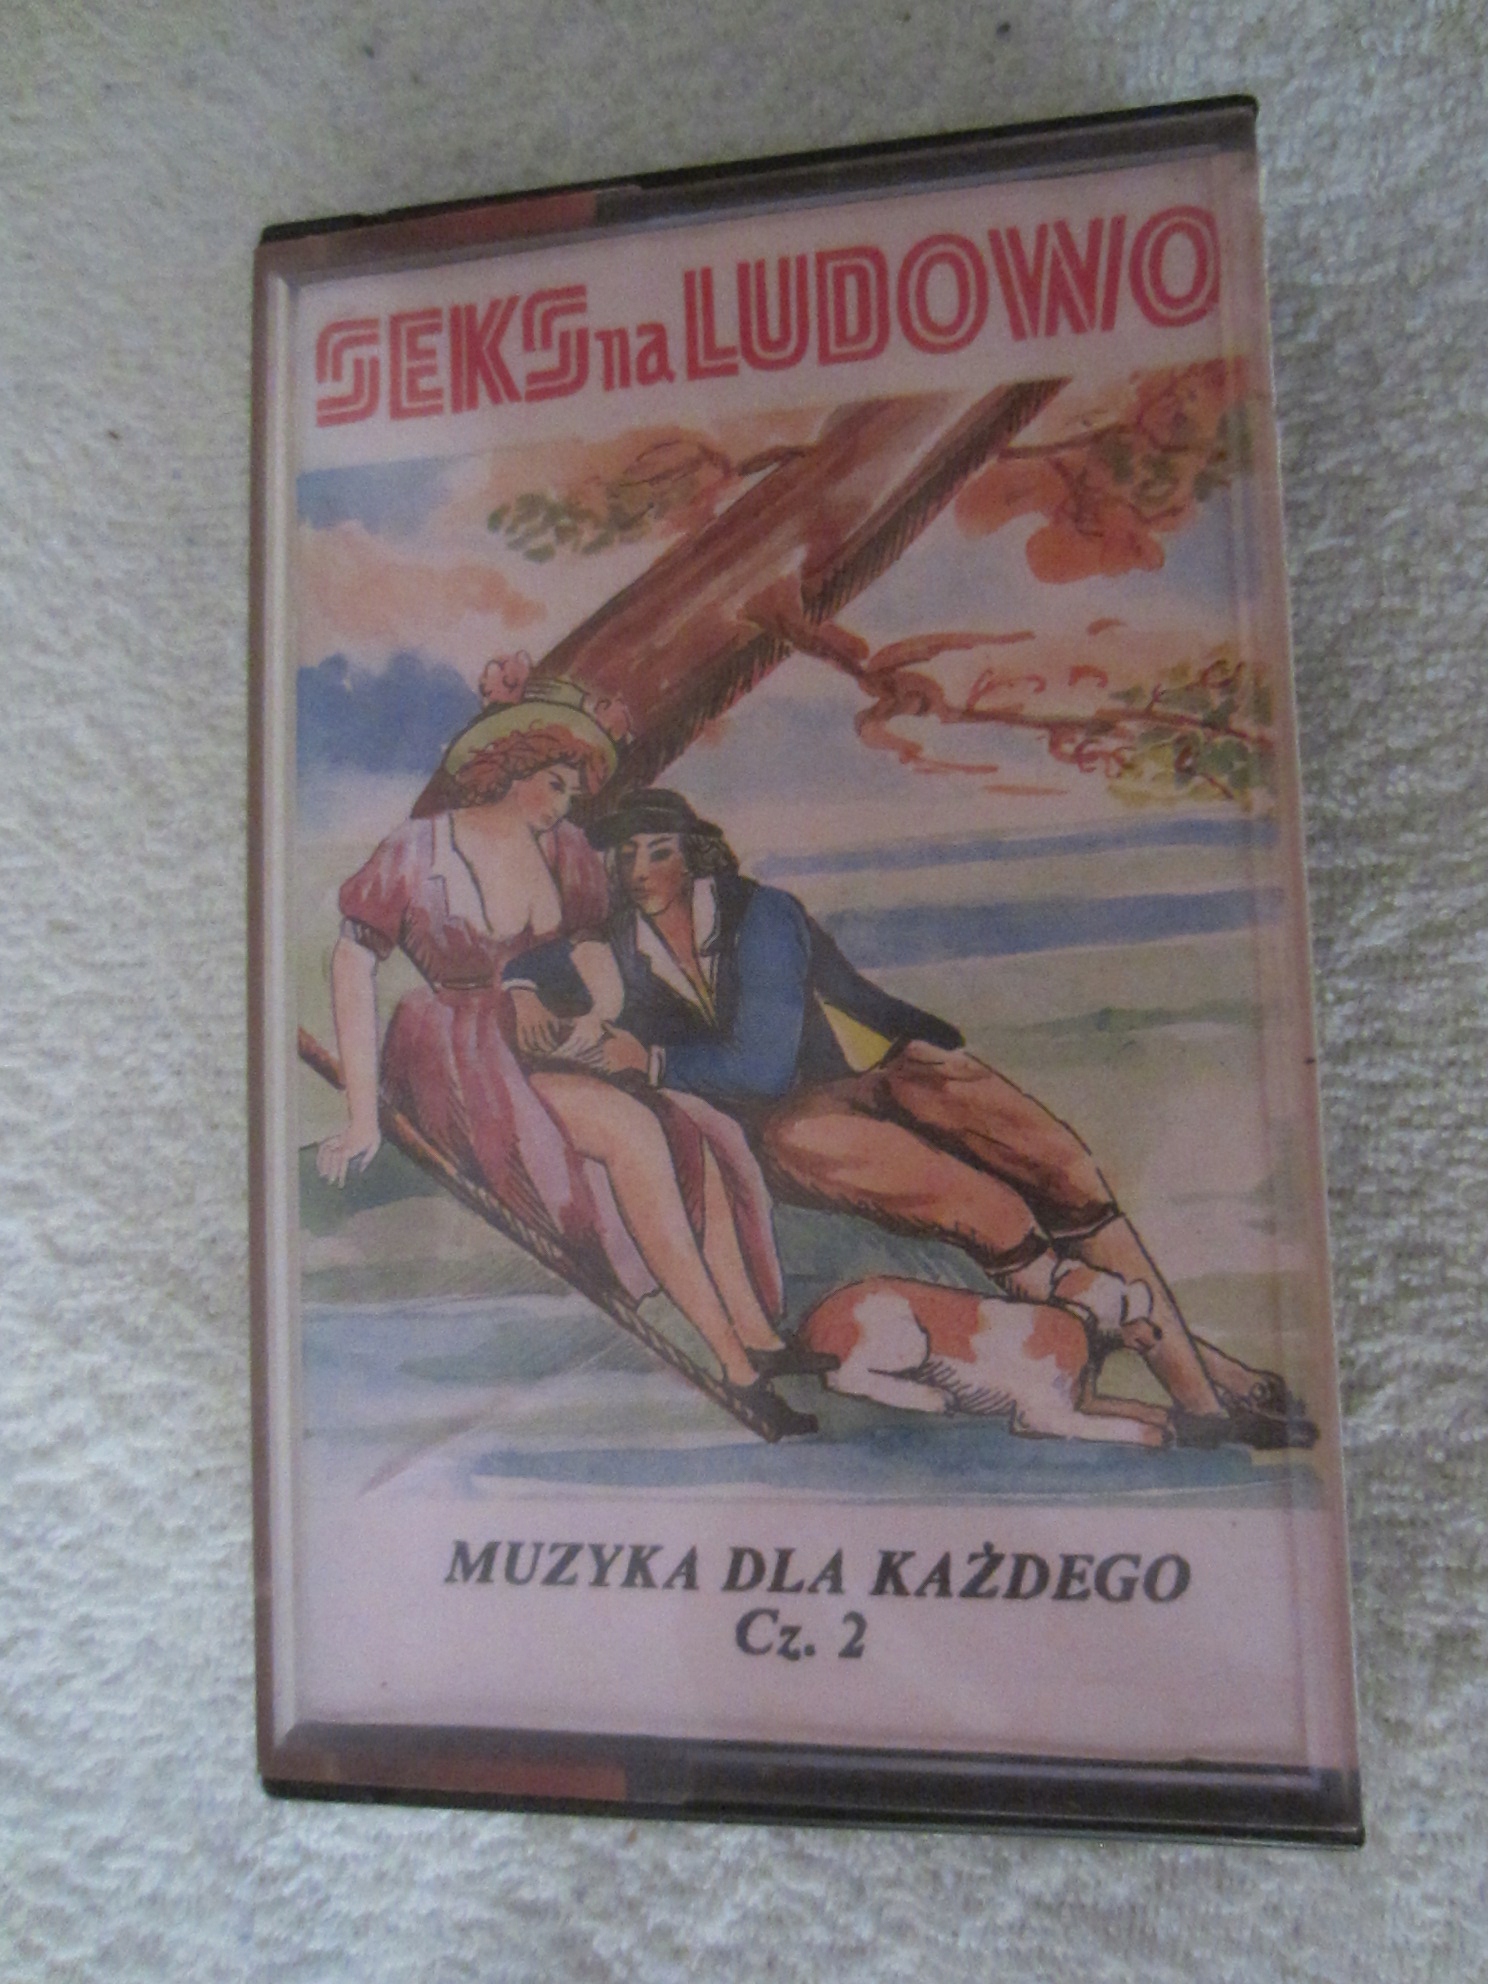 SEKS na LUDOWO
MUZYKA DLA KAŻDEGO
Cz. 2